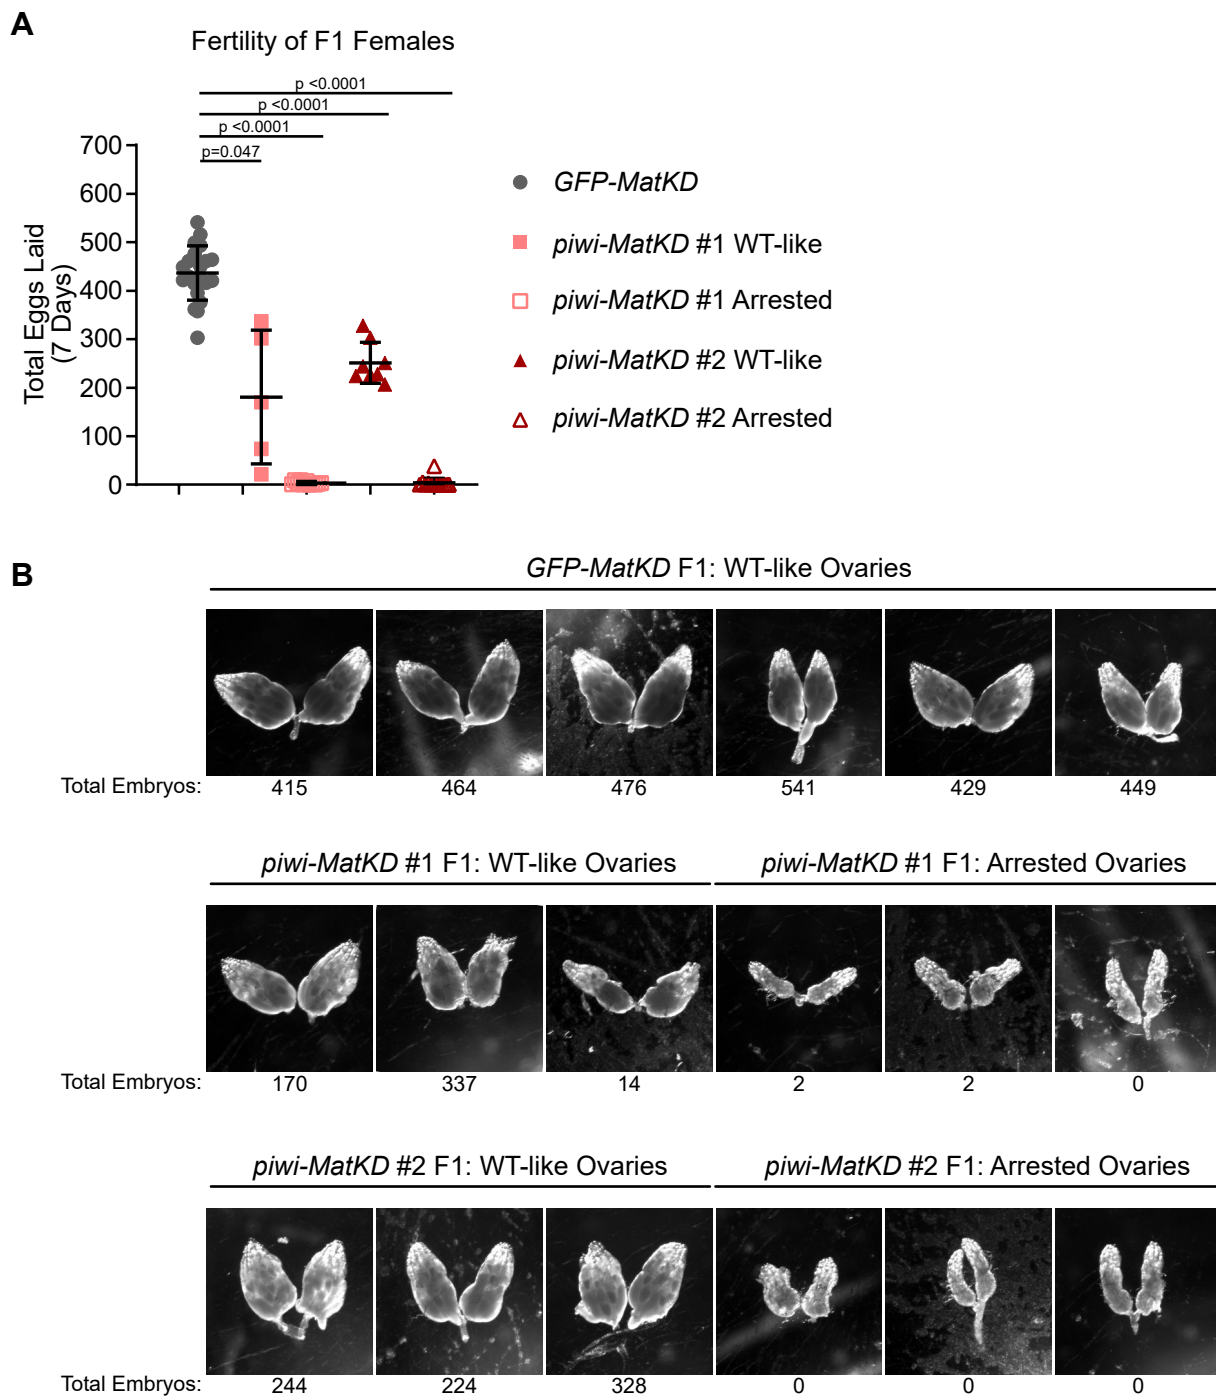 A
Fertility of F1 Females
p <0.0001
p <0.0001
p <0.0001
p=0.047
Total Eggs Laid
(7 Days)
700
600
500
400
300
200
100
0
GFP-MatKD
piwi-MatKD #1 WT-like
piwi-MatKD #1 Arrested
piwi-MatKD #2 WT-like
piwi-MatKD #2 Arrested
B
GFP-MatKD F1: WT-like Ovaries
Total Embryos: 415 464 476 541 429 449
piwi-MatKD #1 F1: WT-like Ovaries piwi-MatKD #1 F1: Arrested Ovaries
Total Embryos: 170 337 14 2 2 0
piwi-MatKD #2 F1: WT-like Ovaries piwi-MatKD #2 F1: Arrested Ovaries
Total Embryos: 244 224 328 0 0 0